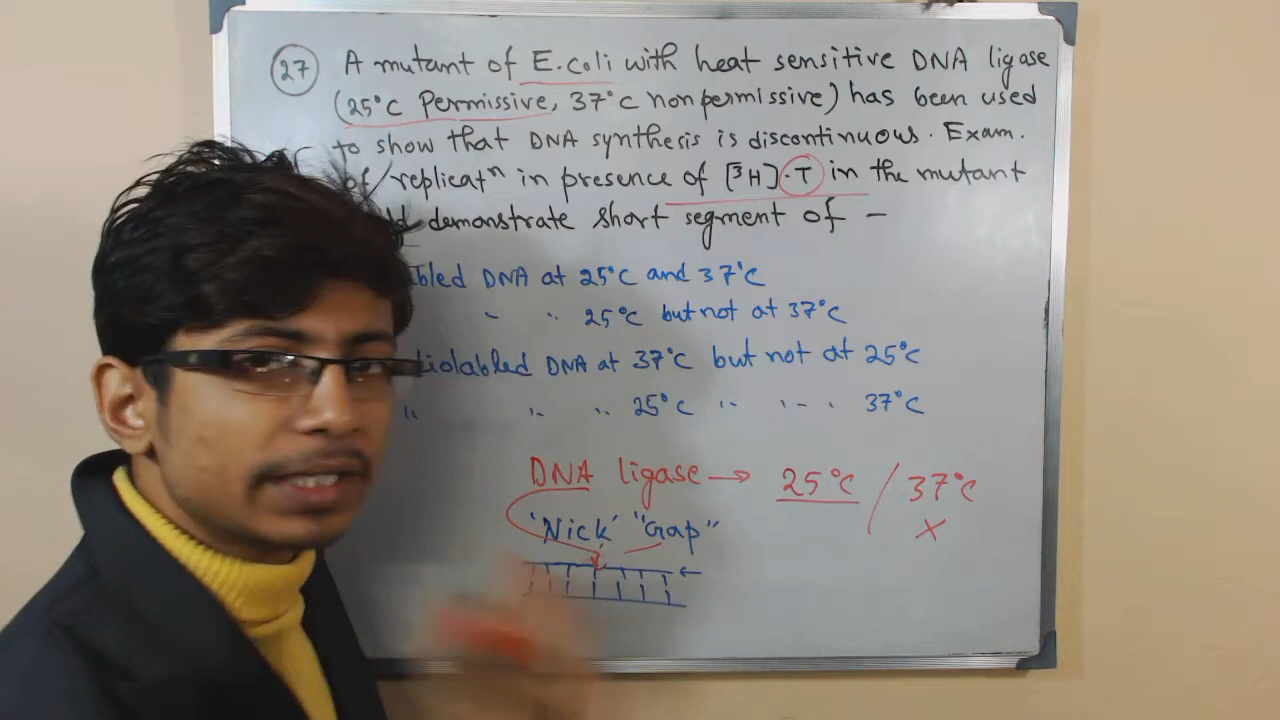 27 A mutant of E.Coli with heat sensitive DNA ligase
(25°C Permissive, 37°C non permissive) has been used
to show that DNA synthesis is discontinuous. Exam.
of replicatⁿ in presence of [³H]·T in the mutant
demonstrate short segment of –
DNA at 25°C and 37°C
" " 25°C but not at 37°C
DNA at 37°C but not at 25°C
" " " 25°C " " " 37°C
DNA ligase → 25°C / 37°C
'Nick' "Gap" X